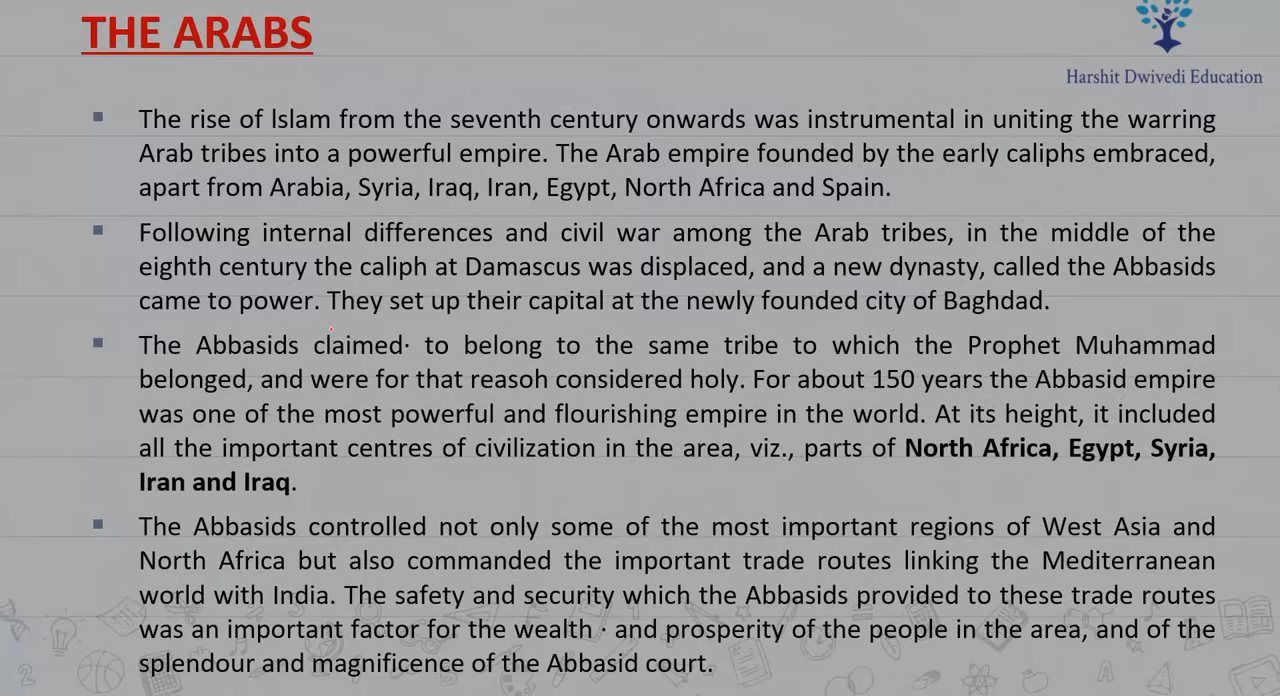 THE ARABS
Harshit Dwivedi Education
The rise of lslam from the seventh century onwards was instrumental in uniting the warring
Arab tribes into a powerful empire. The Arab empire founded by the early caliphs embraced,
apart from Arabia, Syria, Iraq, Iran, Egypt, North Africa and Spain.
Following internal differences and civil war among the Arab tribes, in the middle of the
eighth century the caliph at Damascus was displaced, and a new dynasty, called the Abbasids
came to power. They set up their capital at the newly founded city of Baghdad.
The Abbasids claimed· to belong to the same tribe to which the Prophet Muhammad
belonged, and were for that reasoh considered holy. For about 150 years the Abbasid empire
was one of the most powerful and flourishing empire in the world. At its height, it included
all the important centres of civilization in the area, viz., parts of North Africa, Egypt, Syria,
Iran and Iraq.
The Abbasids controlled not only some of the most important regions of West Asia and
North Africa but also commanded the important trade routes linking the Mediterranean
world with India. The safety and security which the Abbasids provided to these trade routes
was an important factor for the wealth · and prosperity of the people in the area, and of the
splendour and magnificence of the Abbasid court.